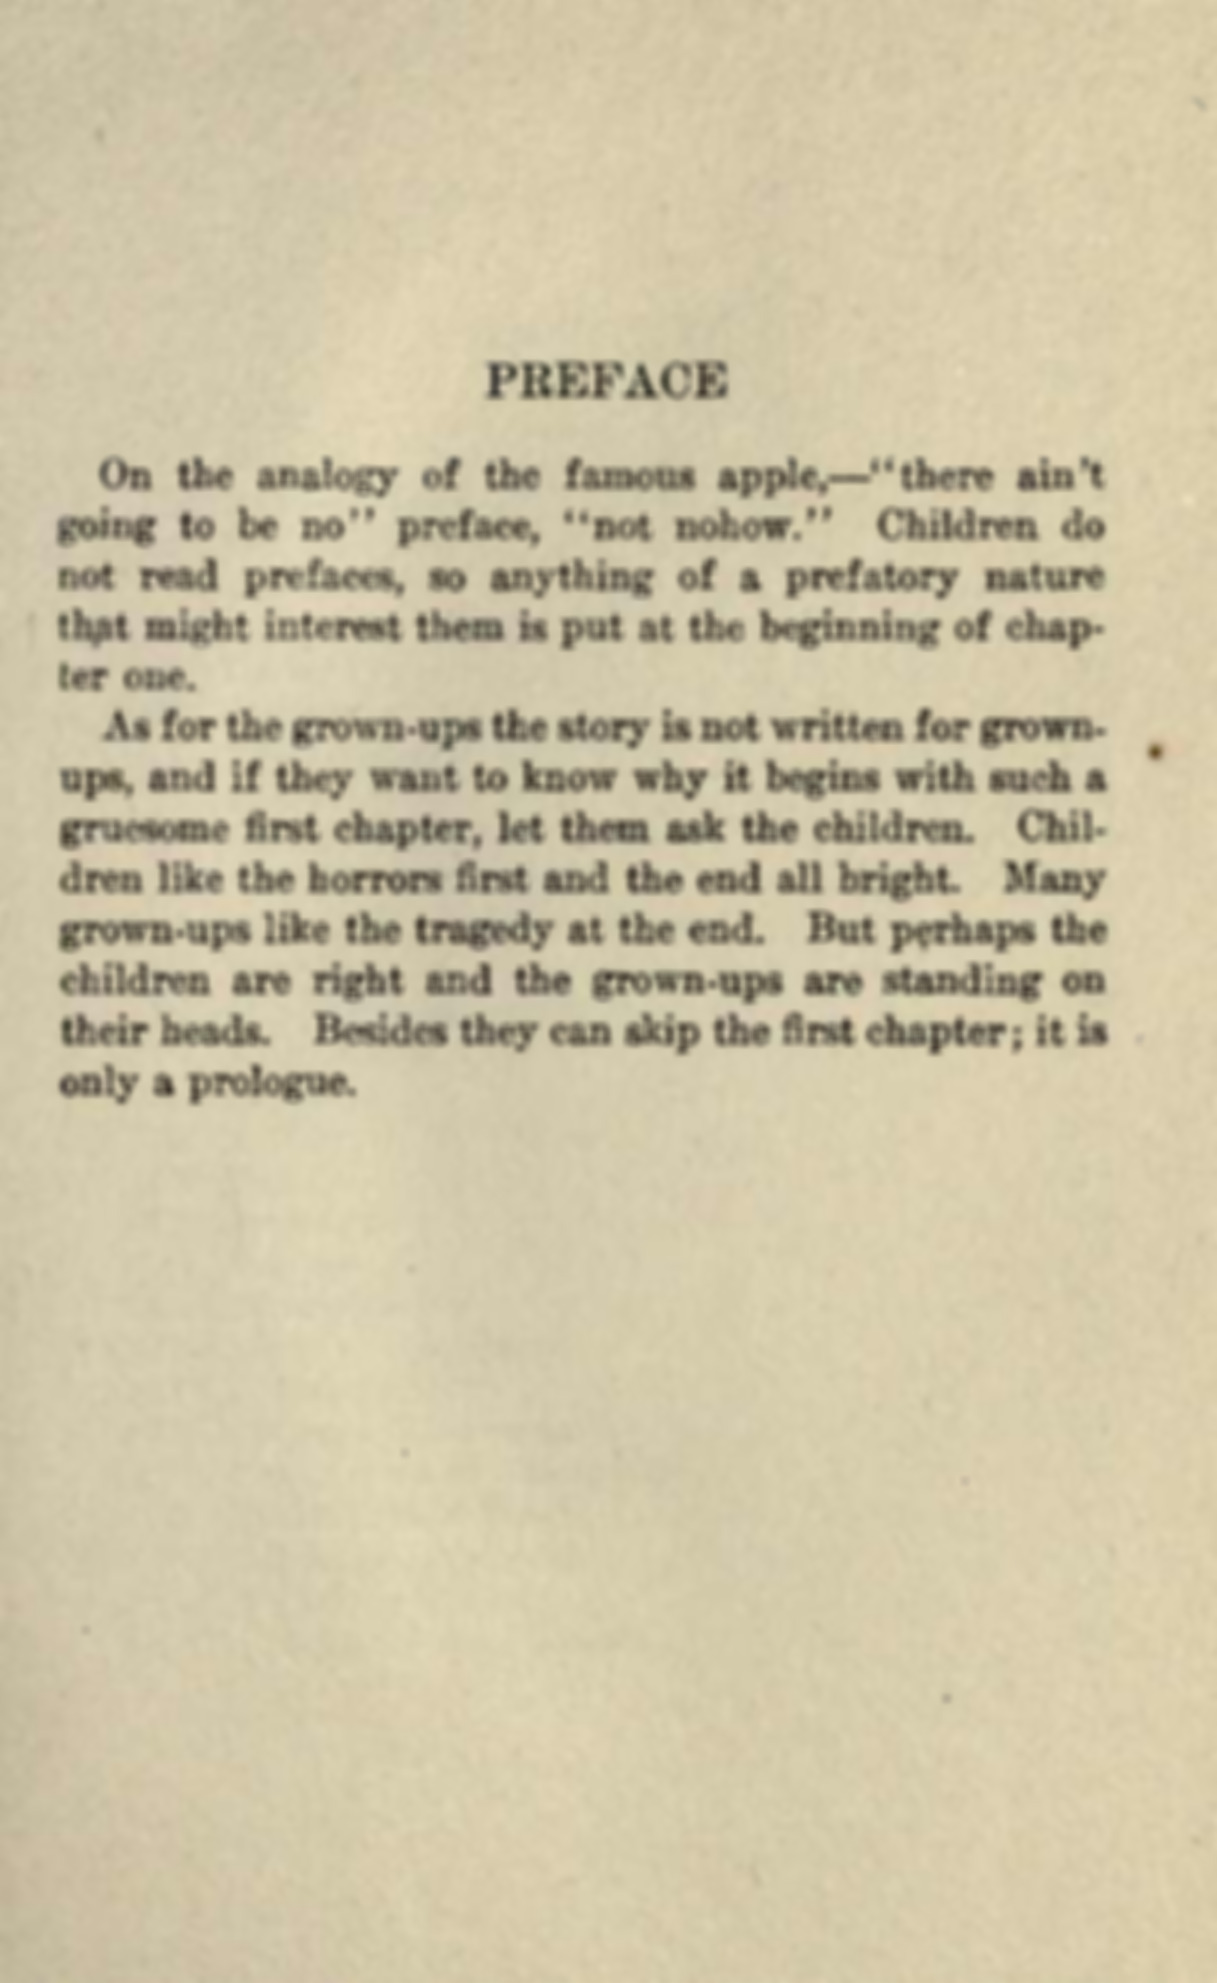 PREFACE
On the analogy of the famous apple,—“there ain't
going to be no” preface, “not nohow.” Children do
not read prefaces, so anything of a prefatory nature
that might interest them is put at the beginning of chap-
ter one.
As for the grown-ups the story is not written for grown-
ups, and if they want to know why it begins with such a
gruesome first chapter, let them ask the children. Chil-
dren like the horrors first and the end all bright. Many
grown-ups like the tragedy at the end. But perhaps the
children are right and the grown-ups are standing on
their heads. Besides they can skip the first chapter; it is
only a prologue.